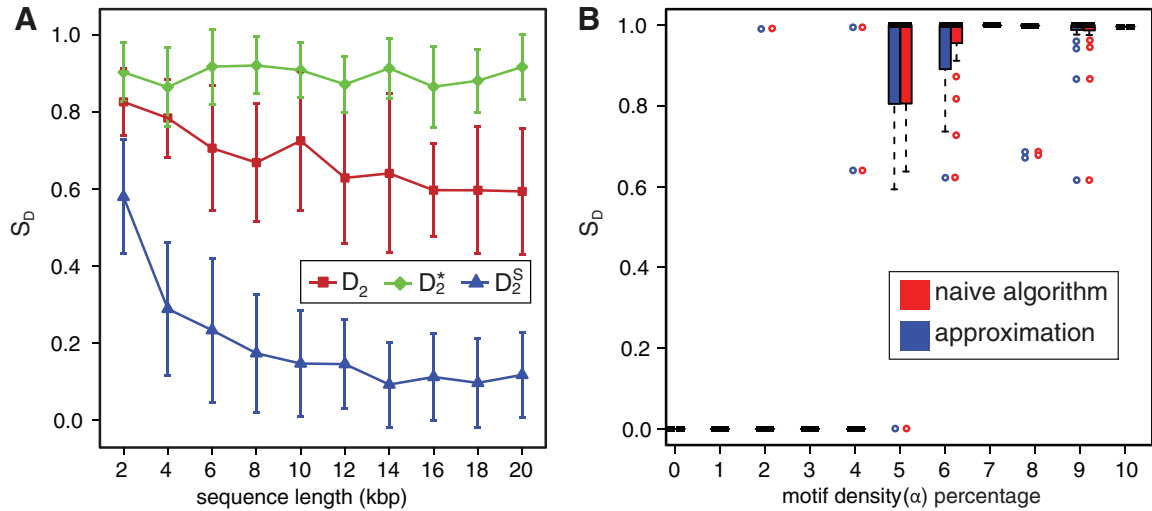 A
1.0
0.8
0.6
0.4
0.2
0.0
S_D
D_2 D_2^* D_2^S
2 4 6 8 10 12 14 16 18 20
sequence length (kbp)
B
1.0
0.8
0.6
0.4
0.2
0.0
S_D
naive algorithm
approximation
0 1 2 3 4 5 6 7 8 9 10
motif density(α) percentage